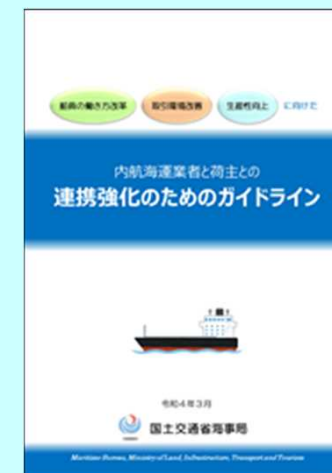 船員の働き方改革 取引環境改善 生産性向上 に向けた
内航海運業者と荷主との
連携強化のためのガイドライン
令和4年3月
国土交通省海事局
Maritime Bureau, Ministry of Land, Infrastructure, Transport and Tourism